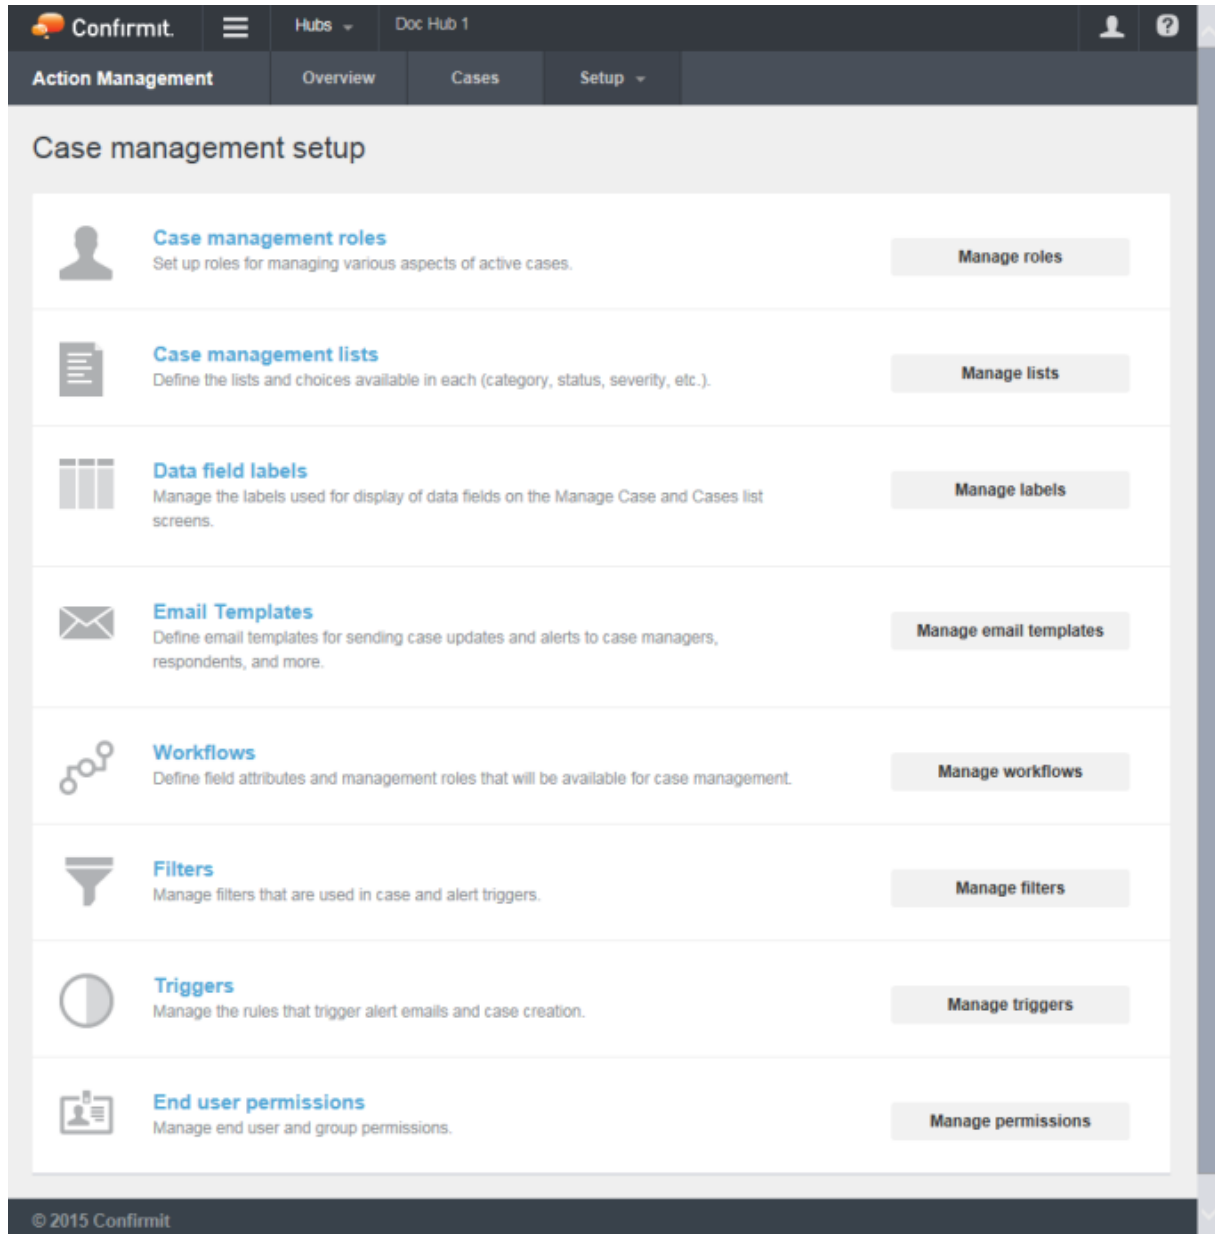 Confirmit.
Hubs
Doc Hub 1
?
Action Management
Overview
Cases
Setup
Case management setup
Case management roles
Set up roles for managing various aspects of active cases.
Manage roles
Case management lists
Define the lists and choices available in each (category, status, severity, etc.).
Manage lists
Data field labels
Manage the labels used for display of data fields on the Manage Case and Cases list
screens.
Manage labels
Email Templates
Define email templates for sending case updates and alerts to case managers,
respondents, and more.
Manage email templates
Workflows
Define field attributes and management roles that will be available for case management.
Manage workflows
Filters
Manage filters that are used in case and alert triggers.
Manage filters
Triggers
Manage the rules that trigger alert emails and case creation.
Manage triggers
End user permissions
Manage end user and group permissions.
Manage permissions
© 2015 Confirmit